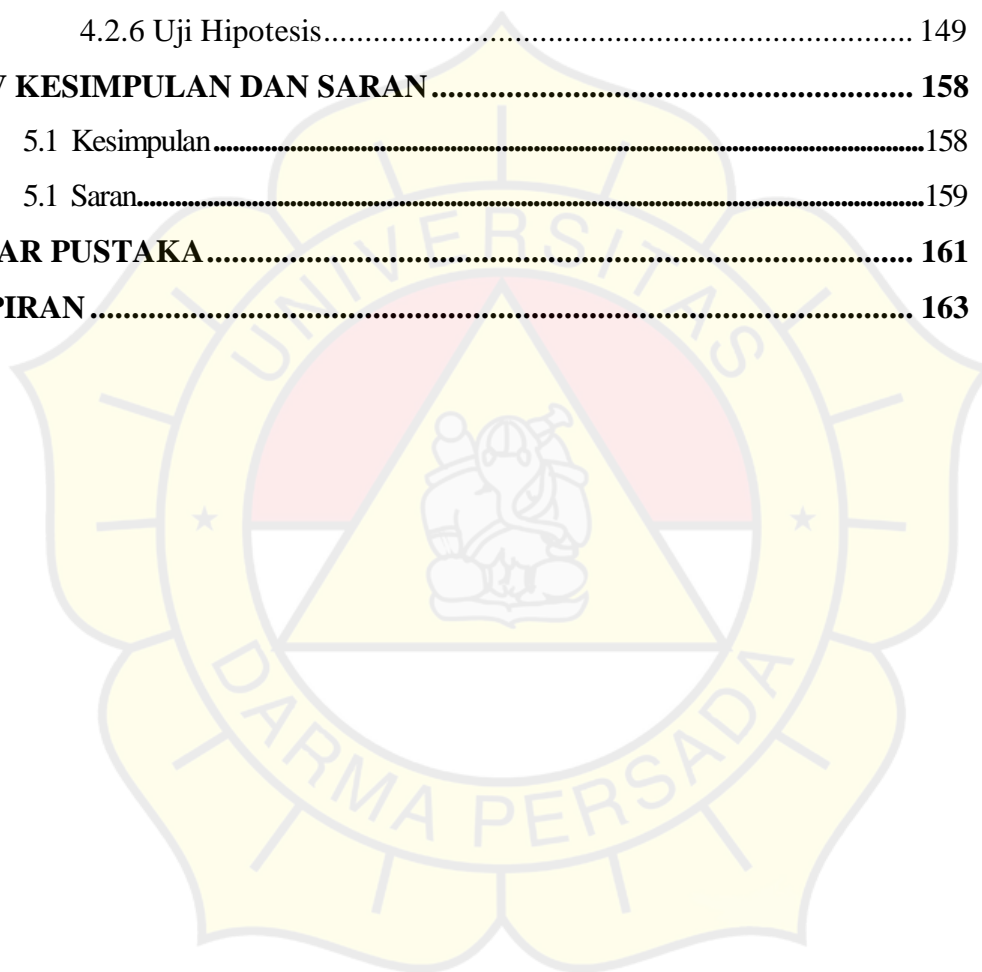 4.2.6 Uji Hipotesis.................................................................... 149
V KESIMPULAN DAN SARAN....................................................... 158
5.1 Kesimpulan....................................................................158
5.1 Saran....................................................................159
AR PUSTAKA.................................................................... 161
PIRAN.................................................................... 163
UNIVERSITAS
DARMA PERSADA